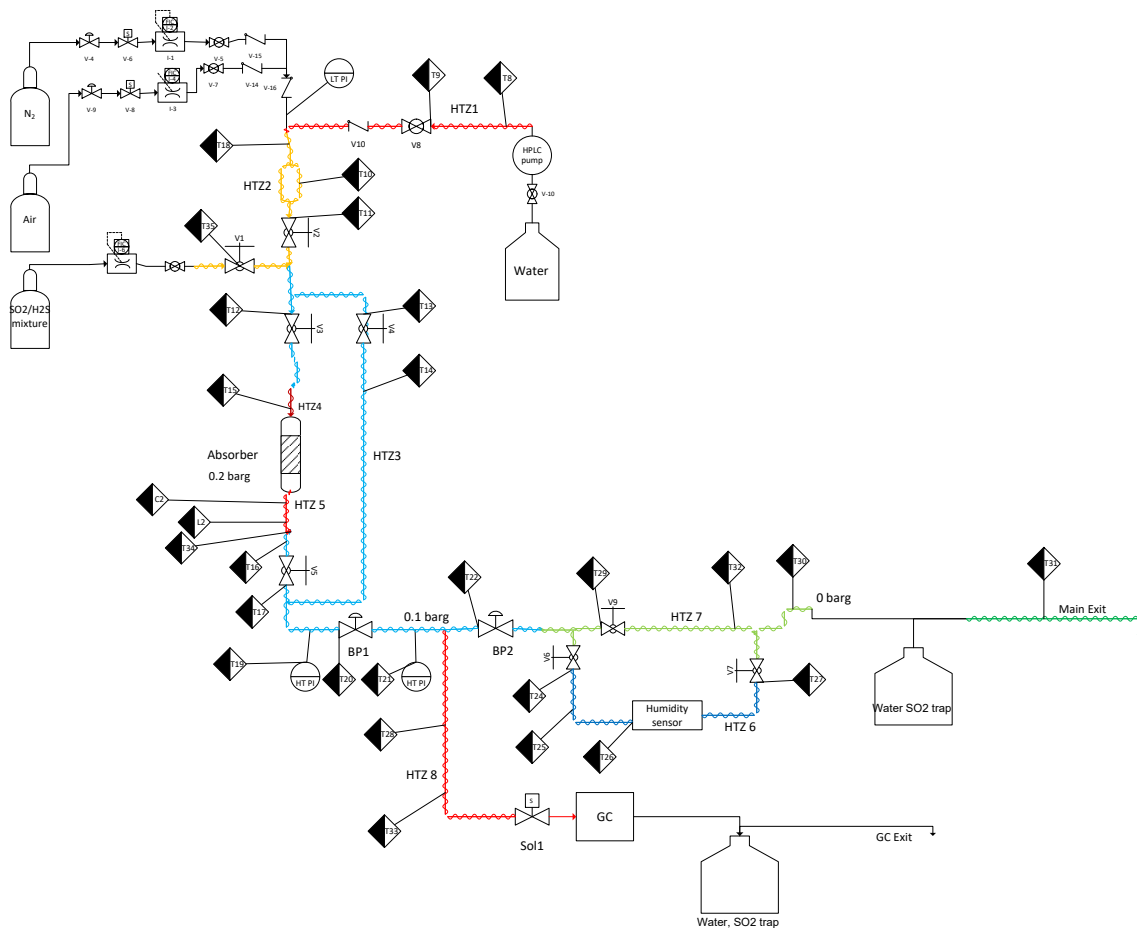 I-1
V-4
V-6
V-5
V-15
V-16
N2
V-9
V-8
I-3
V-7
V-14
LT PI
T9
T8
HTZ1
V10
V8
HPLC
pump
V-10
Water
Air
T18
HTZ2
T10
T11
V2
T35
V1
SO2/H2S
mixture
T12
T13
V3
V4
T15
T14
HTZ4
Absorber
0.2 barg
HTZ3
HTZ 5
C2
L2
T34
T16
V5
T17
0.1 barg
T22
T29
V9
HTZ 7
T32
T30
0 barg
T31
Main Exit
BP1
BP2
T19
HT PI
T20
T21
HT PI
V6
T24
V7
T27
Water SO2 trap
Humidity
sensor
HTZ 6
T25
T26
T28
HTZ 8
T33
S
Sol1
GC
GC Exit
Water, SO2 trap